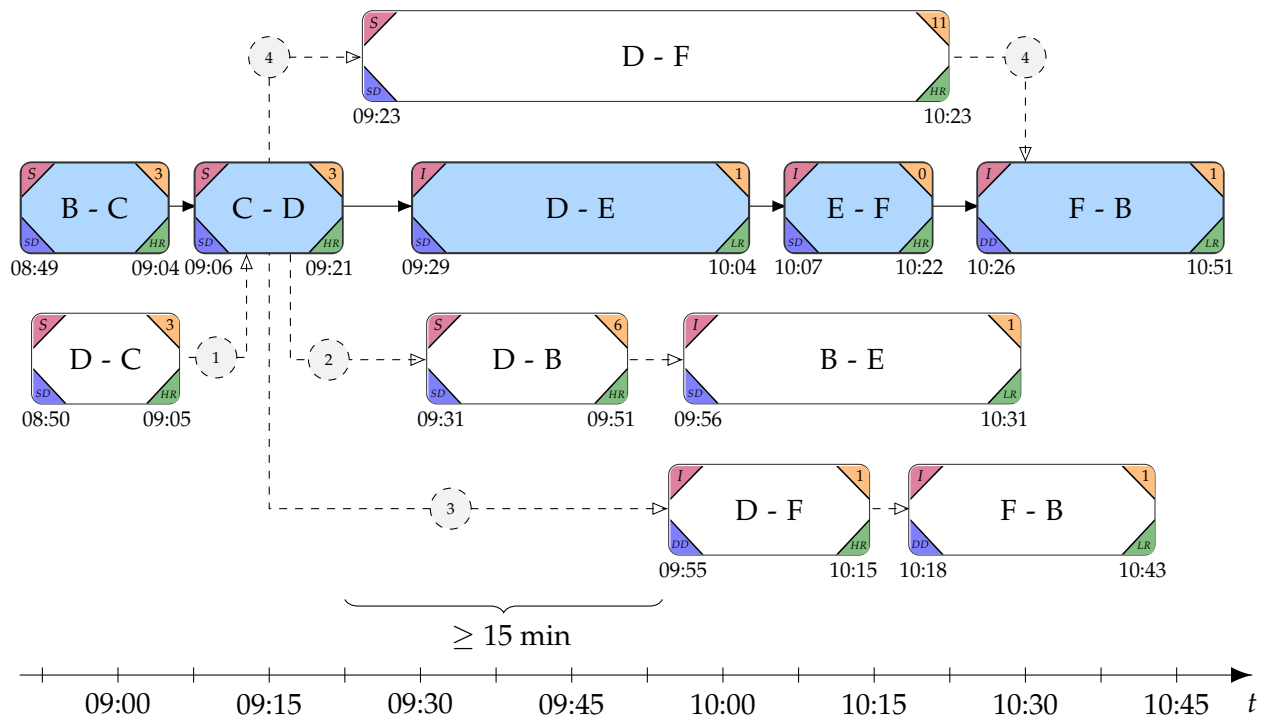 S 11
4 D - F 4
SD HR
09:23 10:23
S 3 S 3 I 1 I 0 I 1
B - C C - D D - E E - F F - B
SD HR SD HR SD LR SD HR DD LR
08:49 09:04 09:06 09:21 09:29 10:04 10:07 10:22 10:26 10:51
S 3 S 6 I 1
D - C 1 2 D - B B - E
SD HR SD HR SD LR
08:50 09:05 09:31 09:51 09:56 10:31
I 1 I 1
3 D - F F - B
DD HR DD LR
09:55 10:15 10:18 10:43
≥ 15 min
09:00 09:15 09:30 09:45 10:00 10:15 10:30 10:45 t